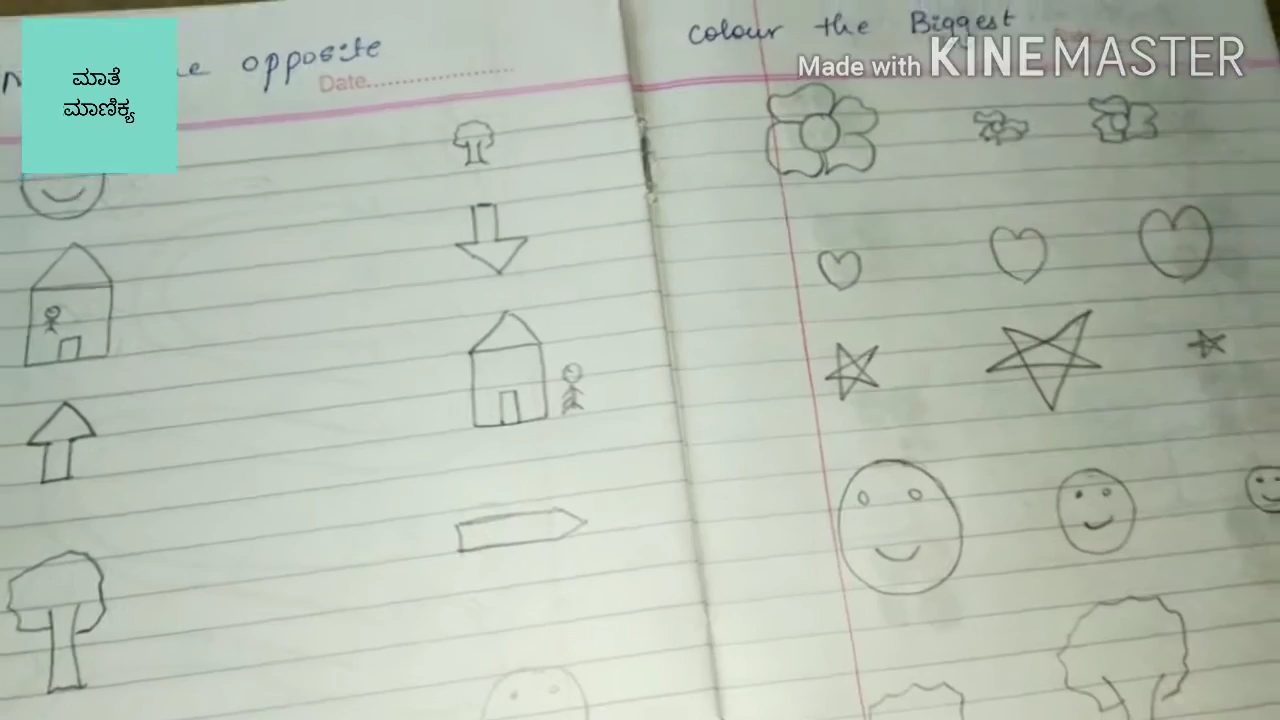 ಮಾತೆ
ಮಾಣಿಕ್ಯ
opposite
Date
colour the Biggest
Made with KINEMASTER